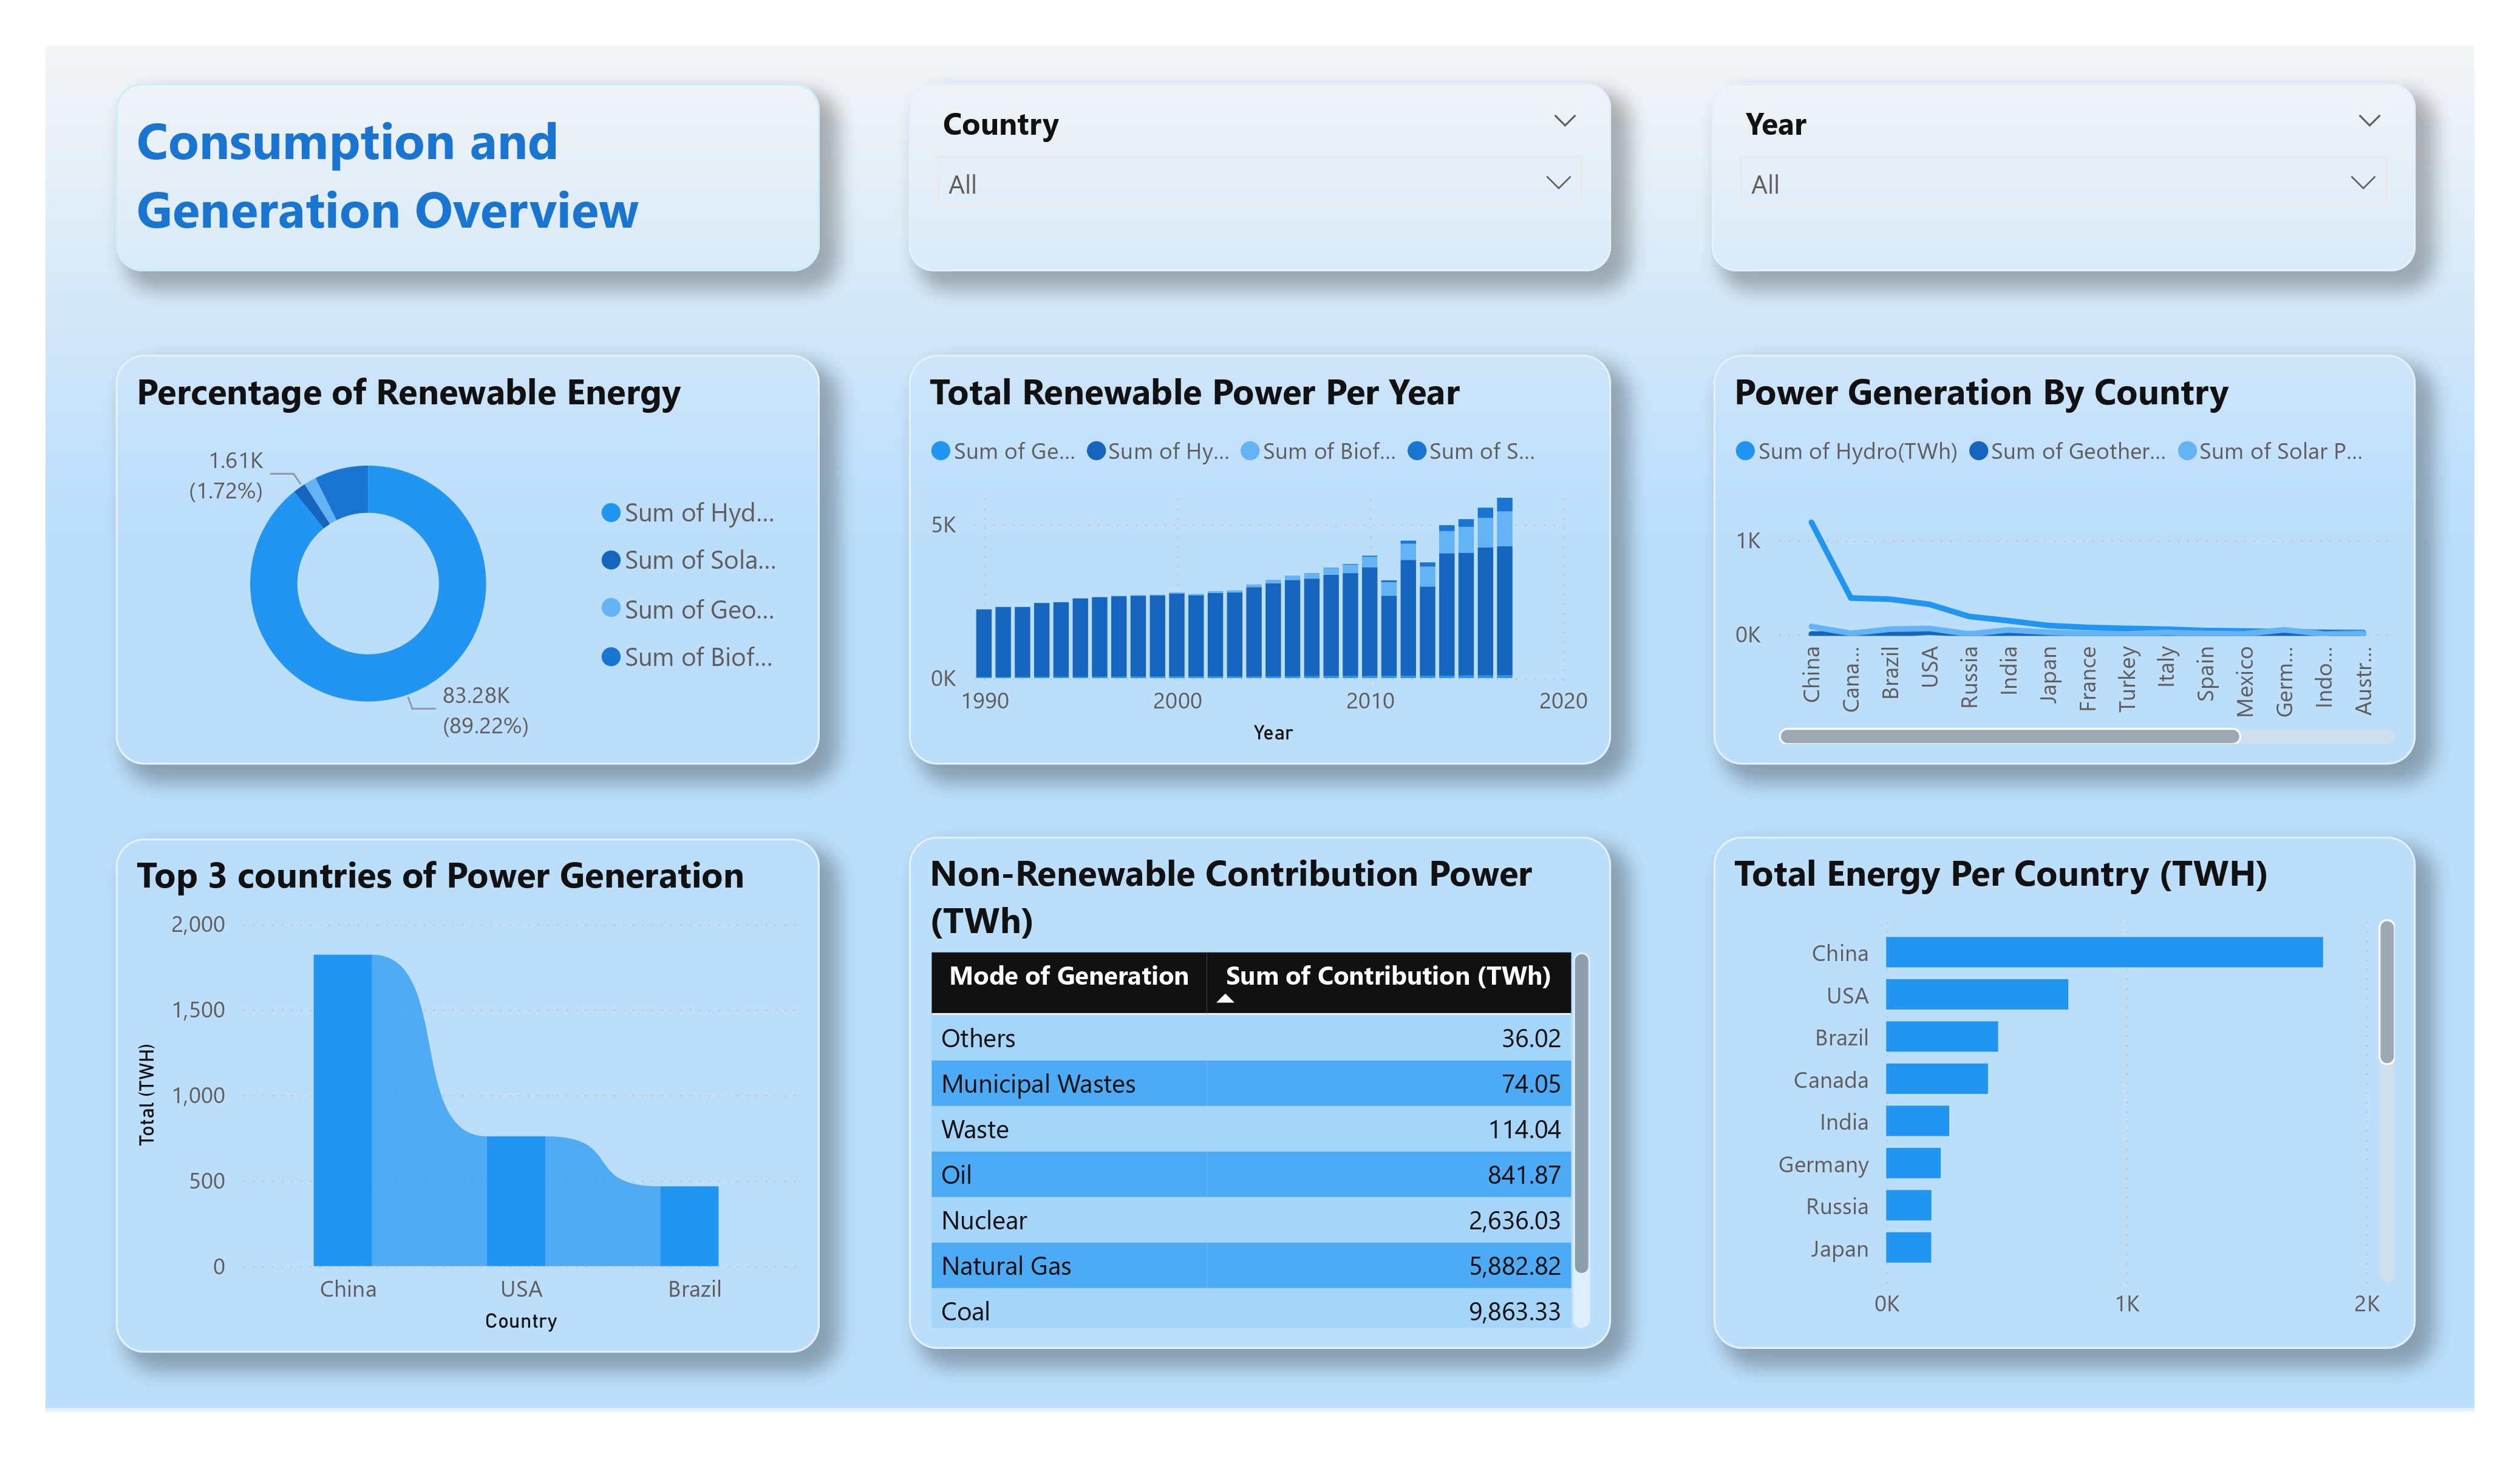 Consumption and
Generation Overview
Country
All
Year
All
Percentage of Renewable Energy
1.61K
(1.72%)
83.28K
(89.22%)
Sum of Hyd...
Sum of Sola...
Sum of Geo...
Sum of Biof...
Total Renewable Power Per Year
Sum of Ge... Sum of Hy... Sum of Biof... Sum of S...
5K
0K
1990 2000 2010 2020
Year
Power Generation By Country
Sum of Hydro(TWh) Sum of Geother... Sum of Solar P...
1K
0K
China Cana... Brazil USA Russia India Japan France Turkey Italy Spain Mexico Germ... Indo... Austr...
Top 3 countries of Power Generation
Total (TWH)
2,000
1,500
1,000
500
0
China USA Brazil
Country
Non-Renewable Contribution Power
(TWh)
Mode of Generation Sum of Contribution (TWh)
Others 36.02
Municipal Wastes 74.05
Waste 114.04
Oil 841.87
Nuclear 2,636.03
Natural Gas 5,882.82
Coal 9,863.33
Total Energy Per Country (TWH)
China
USA
Brazil
Canada
India
Germany
Russia
Japan
0K 1K 2K